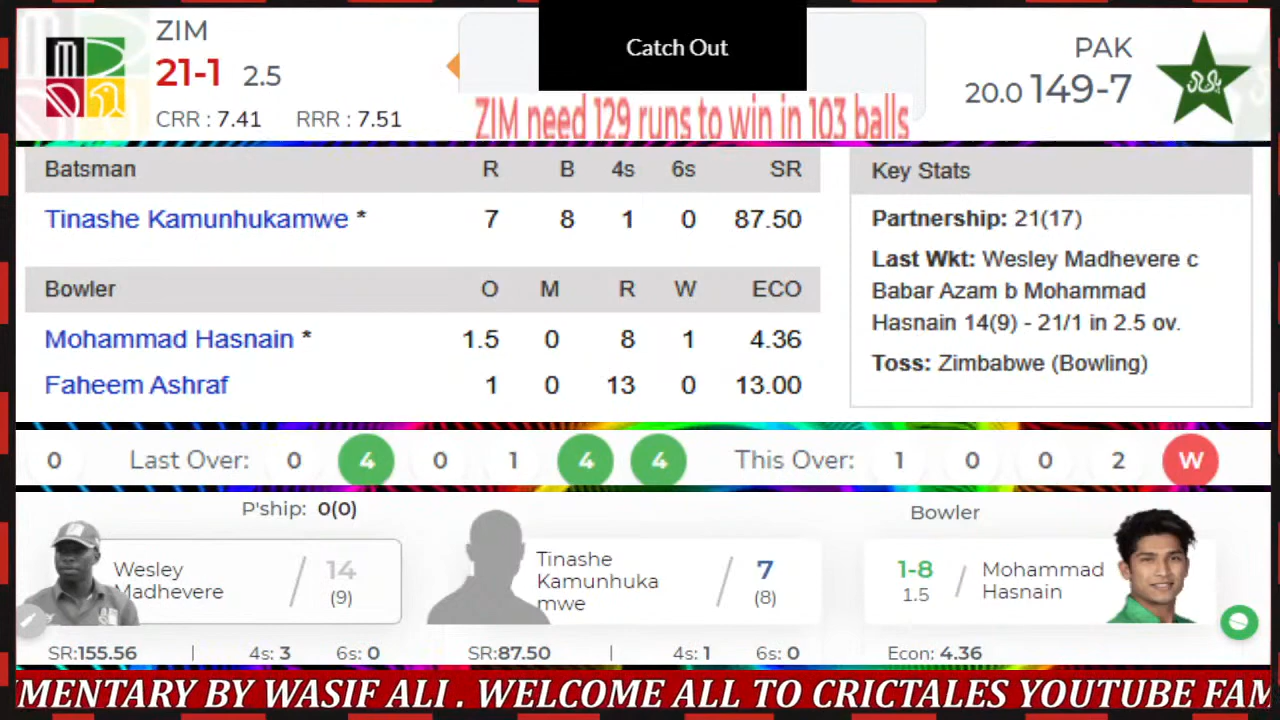 ZIM
21-1 2.5
CRR : 7.41 RRR : 7.51
Catch Out
ZIM need 129 runs to win in 103 balls
PAK
20.0 149-7
Batsman R B 4s 6s SR
Tinashe Kamunhukamwe * 7 8 1 0 87.50
Bowler O M R W ECO
Mohammad Hasnain * 1.5 0 8 1 4.36
Faheem Ashraf 1 0 13 0 13.00
Key Stats
Partnership: 21(17)
Last Wkt: Wesley Madhevere c
Babar Azam b Mohammad
Hasnain 14(9) - 21/1 in 2.5 ov.
Toss: Zimbabwe (Bowling)
0 Last Over: 0 4 0 1 4 4 This Over: 1 0 0 2 W
P'ship: 0(0)
Wesley
Madhevere
14
(9)
SR:155.56 | 4s: 3 6s: 0
Tinashe
Kamunhuka
mwe
7
(8)
SR:87.50 | 4s: 1 6s: 0
Bowler
1-8
1.5
Mohammad
Hasnain
Econ: 4.36
MENTARY BY WASIF ALI . WELCOME ALL TO CRICTALES YOUTUBE FAM